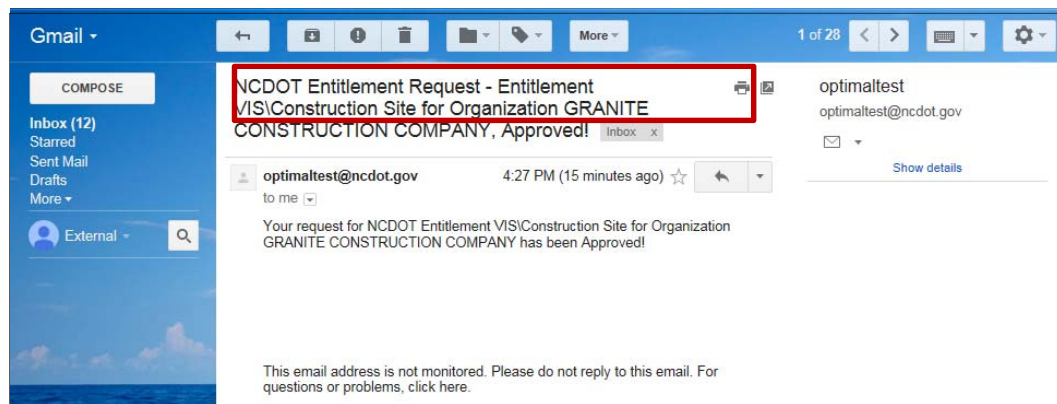 Gmail
More
1 of 28
COMPOSE
Inbox (12)
Starred
Sent Mail
Drafts
More
External
NCDOT Entitlement Request - Entitlement
VIS\Construction Site for Organization GRANITE
CONSTRUCTION COMPANY, Approved! Inbox x
optimaltest@ncdot.gov 4:27 PM (15 minutes ago)
to me
Your request for NCDOT Entitlement VIS\Construction Site for Organization
GRANITE CONSTRUCTION COMPANY has been Approved!
This email address is not monitored. Please do not reply to this email. For
questions or problems, click here.
optimaltest
optimaltest@ncdot.gov
Show details